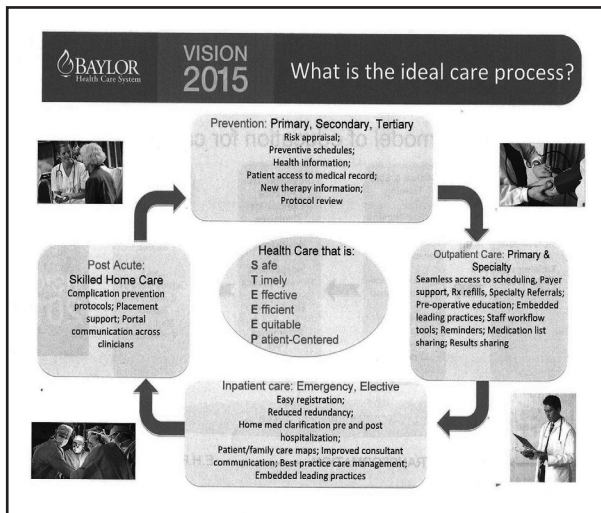 BAYLOR
Health Care System
VISION
2015
What is the ideal care process?
Prevention: Primary, Secondary, Tertiary
Risk appraisal;
Preventive schedules;
Health information;
Patient access to medical record;
New therapy information;
Protocol review
Post Acute:
Skilled Home Care
Complication prevention
protocols; Placement
support; Portal
communication across
clinicians
Health Care that is:
S afe
T imely
E ffective
E fficient
E quitable
P atient-Centered
Outpatient Care: Primary &
Specialty
Seamless access to scheduling, Payer
support, Rx refills, Specialty Referrals;
Pre-operative education; Embedded
leading practices; Staff workflow
tools; Reminders; Medication list
sharing; Results sharing
Inpatient care: Emergency, Elective
Easy registration;
Reduced redundancy;
Home med clarification pre and post
hospitalization;
Patient/family care maps; Improved consultant
communication; Best practice care management;
Embedded leading practices